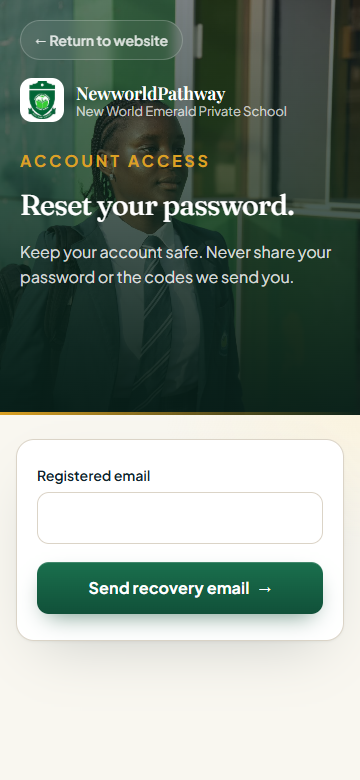 ← Return to website
NewworldPathway
New World Emerald Private School
ACCOUNT ACCESS
Reset your password.
Keep your account safe. Never share your
password or the codes we send you.
Registered email
Send recovery email →